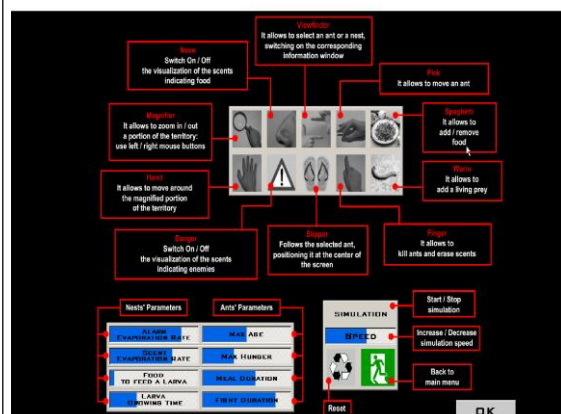 Viewfinder
It allows to select an ant or a nest,
switching on the corresponding
information window
Nose
Switch On / Off
the visualization of the scents
indicating food
Pick
It allows to move an ant
Magnifier
It allows to zoom in / out
a portion of the territory:
use left / right mouse buttons
Spaghetti
It allows to
add / remove
food
Hand
It allows to move around
the magnified portion
of the territory
Worm
It allows to
add a living prey
Danger
Switch On / Off
the visualization of the scents
indicating enemies
Slipper
Follows the selected ant,
positioning it at the center of
the screen
Finger
It allows to
kill ants and erase scents
Nests' Parameters
Ants' Parameters
ALARM
EVAPORATION RATE
MAX AGE
SCENT
EVAPORATION RATE
MAX HUNGER
FOOD
TO FEED A LARVA
MEAL DURATION
LARVA
GROWING TIME
FIGHT DURATION
SIMULATION
Start / Stop
simulation
SPEED
Increase / Decrease
simulation speed
Back to
main menu
Reset
OK